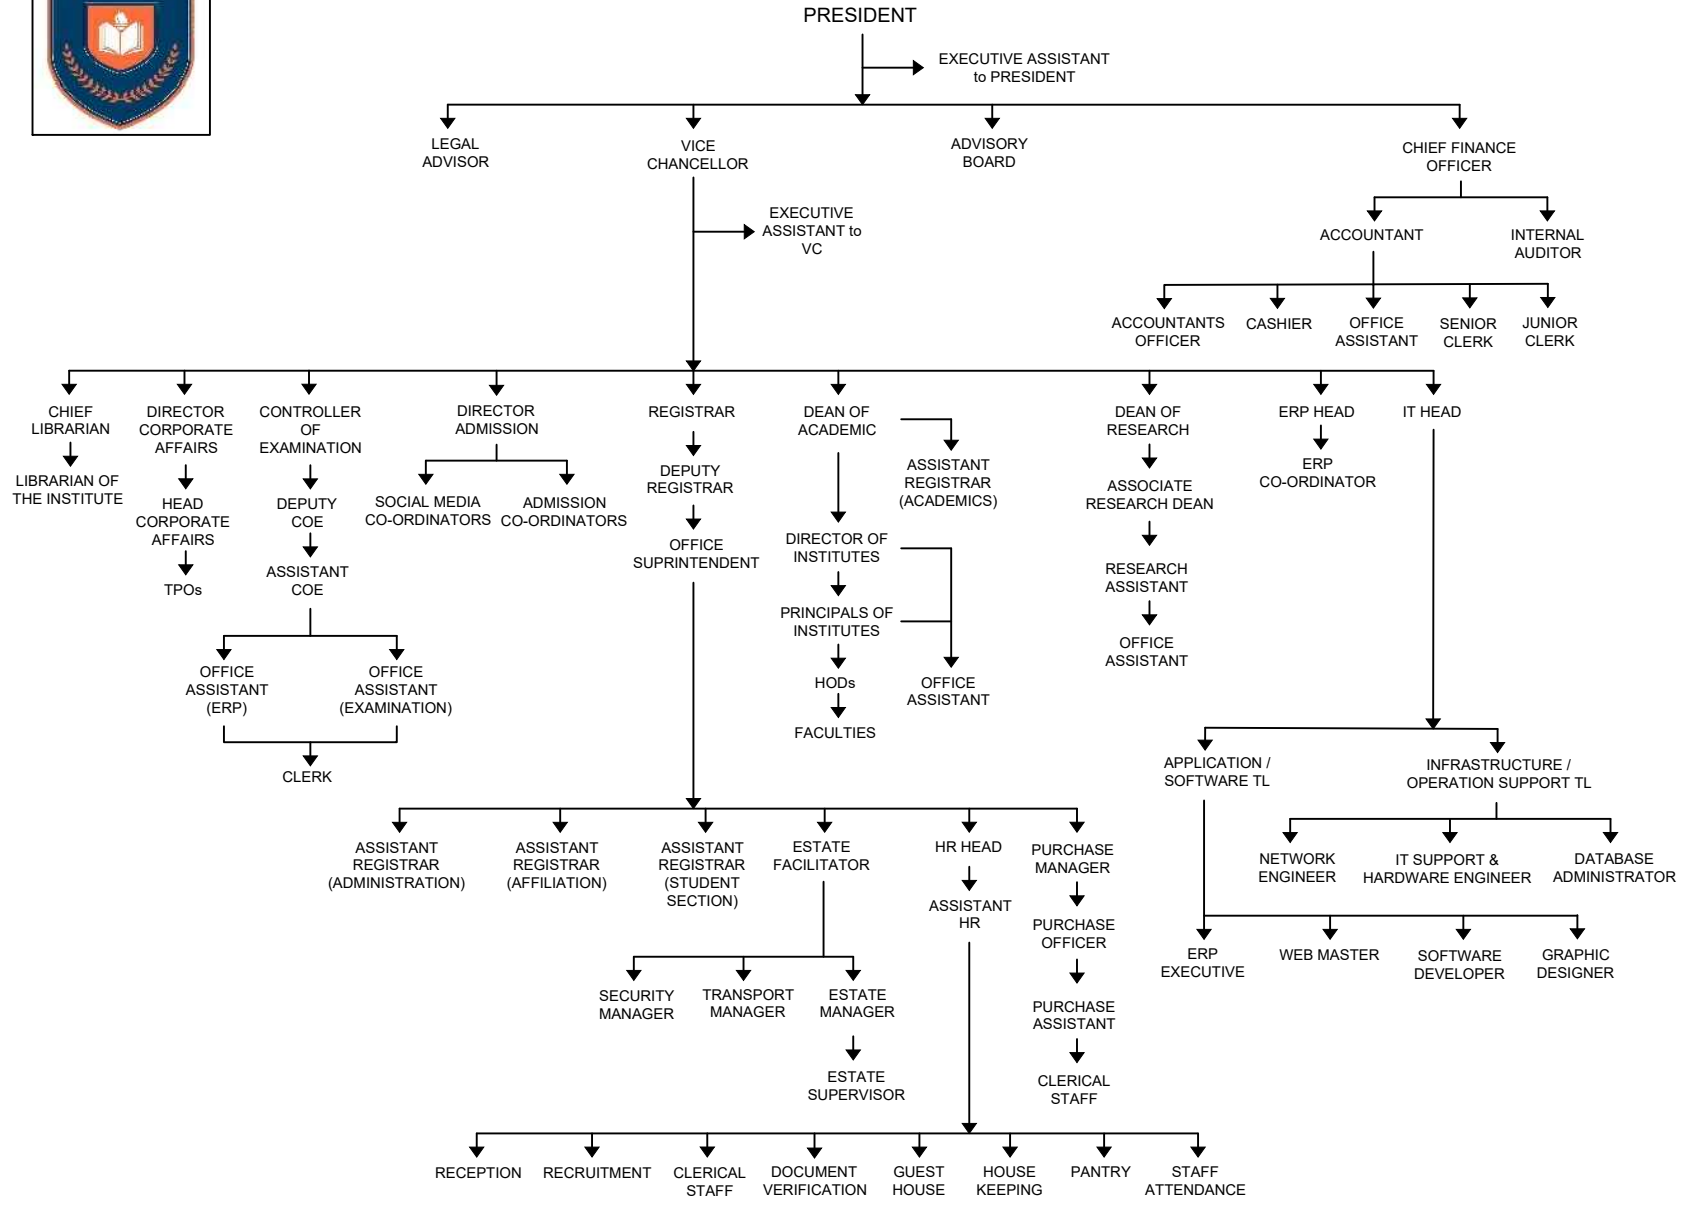 PRESIDENT
EXECUTIVE ASSISTANT
to PRESIDENT
LEGAL
ADVISOR
VICE
CHANCELLOR
ADVISORY
BOARD
CHIEF FINANCE
OFFICER
EXECUTIVE
ASSISTANT to
VC
ACCOUNTANT
INTERNAL
AUDITOR
ACCOUNTANTS
OFFICER
CASHIER
OFFICE
ASSISTANT
SENIOR
CLERK
JUNIOR
CLERK
CHIEF
LIBRARIAN
LIBRARIAN OF
THE INSTITUTE
DIRECTOR
CORPORATE
AFFAIRS
HEAD
CORPORATE
AFFAIRS
TPOs
CONTROLLER
OF
EXAMINATION
DEPUTY
COE
ASSISTANT
COE
OFFICE
ASSISTANT
(ERP)
OFFICE
ASSISTANT
(EXAMINATION)
CLERK
DIRECTOR
ADMISSION
SOCIAL MEDIA
CO-ORDINATORS
ADMISSION
CO-ORDINATORS
REGISTRAR
DEPUTY
REGISTRAR
OFFICE
SUPRINTENDENT
DEAN OF
ACADEMIC
ASSISTANT
REGISTRAR
(ACADEMICS)
DIRECTOR OF
INSTITUTES
PRINCIPALS OF
INSTITUTES
HODs
FACULTIES
OFFICE
ASSISTANT
DEAN OF
RESEARCH
ASSOCIATE
RESEARCH DEAN
RESEARCH
ASSISTANT
OFFICE
ASSISTANT
ERP HEAD
ERP
CO-ORDINATOR
IT HEAD
APPLICATION /
SOFTWARE TL
INFRASTRUCTURE /
OPERATION SUPPORT TL
NETWORK
ENGINEER
IT SUPPORT &
HARDWARE ENGINEER
DATABASE
ADMINISTRATOR
ERP
EXECUTIVE
WEB MASTER
SOFTWARE
DEVELOPER
GRAPHIC
DESIGNER
ASSISTANT
REGISTRAR
(ADMINISTRATION)
ASSISTANT
REGISTRAR
(AFFILIATION)
ASSISTANT
REGISTRAR
(STUDENT
SECTION)
ESTATE
FACILITATOR
HR HEAD
ASSISTANT
HR
PURCHASE
MANAGER
PURCHASE
OFFICER
PURCHASE
ASSISTANT
CLERICAL
STAFF
SECURITY
MANAGER
TRANSPORT
MANAGER
ESTATE
MANAGER
ESTATE
SUPERVISOR
RECEPTION
RECRUITMENT
CLERICAL
STAFF
DOCUMENT
VERIFICATION
GUEST
HOUSE
HOUSE
KEEPING
PANTRY
STAFF
ATTENDANCE